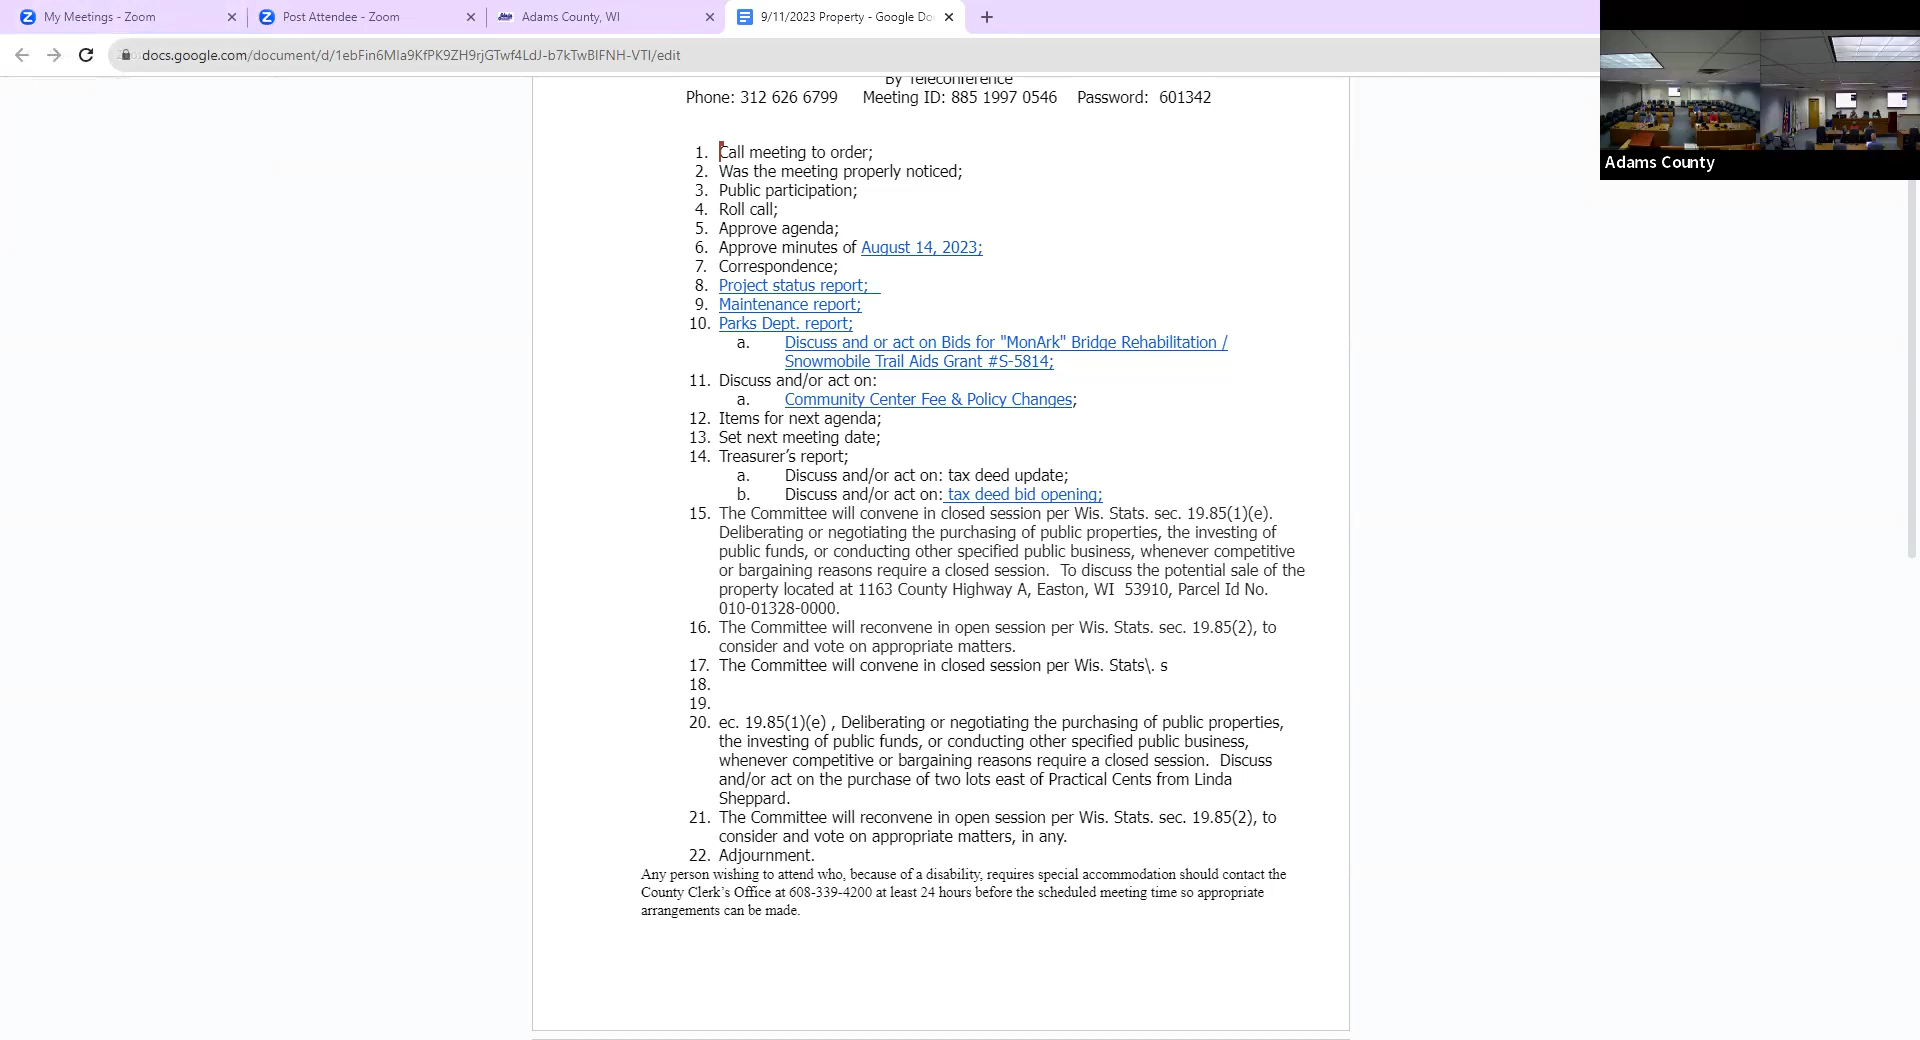 My Meetings - Zoom
Post Attendee - Zoom
Adams County, WI
9/11/2023 Property - Google Do
docs.google.com/document/d/1ebFin6Mla9KfPK9ZH9rjGTwf4LdJ-b7kTwBIFNH-VTI/edit
Adams County
By Teleconference
Phone: 312 626 6799 Meeting ID: 885 1997 0546 Password: 601342
1. Call meeting to order;
2. Was the meeting properly noticed;
3. Public participation;
4. Roll call;
5. Approve agenda;
6. Approve minutes of August 14, 2023;
7. Correspondence;
8. Project status report;
9. Maintenance report;
10. Parks Dept. report;
a. Discuss and or act on Bids for "MonArk" Bridge Rehabilitation /
Snowmobile Trail Aids Grant #S-5814;
11. Discuss and/or act on:
a. Community Center Fee & Policy Changes;
12. Items for next agenda;
13. Set next meeting date;
14. Treasurer’s report;
a. Discuss and/or act on: tax deed update;
b. Discuss and/or act on: tax deed bid opening;
15. The Committee will convene in closed session per Wis. Stats. sec. 19.85(1)(e).
Deliberating or negotiating the purchasing of public properties, the investing of
public funds, or conducting other specified public business, whenever competitive
or bargaining reasons require a closed session. To discuss the potential sale of the
property located at 1163 County Highway A, Easton, WI 53910, Parcel Id No.
010-01328-0000.
16. The Committee will reconvene in open session per Wis. Stats. sec. 19.85(2), to
consider and vote on appropriate matters.
17. The Committee will convene in closed session per Wis. Stats\. s
18.
19.
20. ec. 19.85(1)(e) , Deliberating or negotiating the purchasing of public properties,
the investing of public funds, or conducting other specified public business,
whenever competitive or bargaining reasons require a closed session. Discuss
and/or act on the purchase of two lots east of Practical Cents from Linda
Sheppard.
21. The Committee will reconvene in open session per Wis. Stats. sec. 19.85(2), to
consider and vote on appropriate matters, in any.
22. Adjournment.
Any person wishing to attend who, because of a disability, requires special accommodation should contact the
County Clerk’s Office at 608-339-4200 at least 24 hours before the scheduled meeting time so appropriate
arrangements can be made.